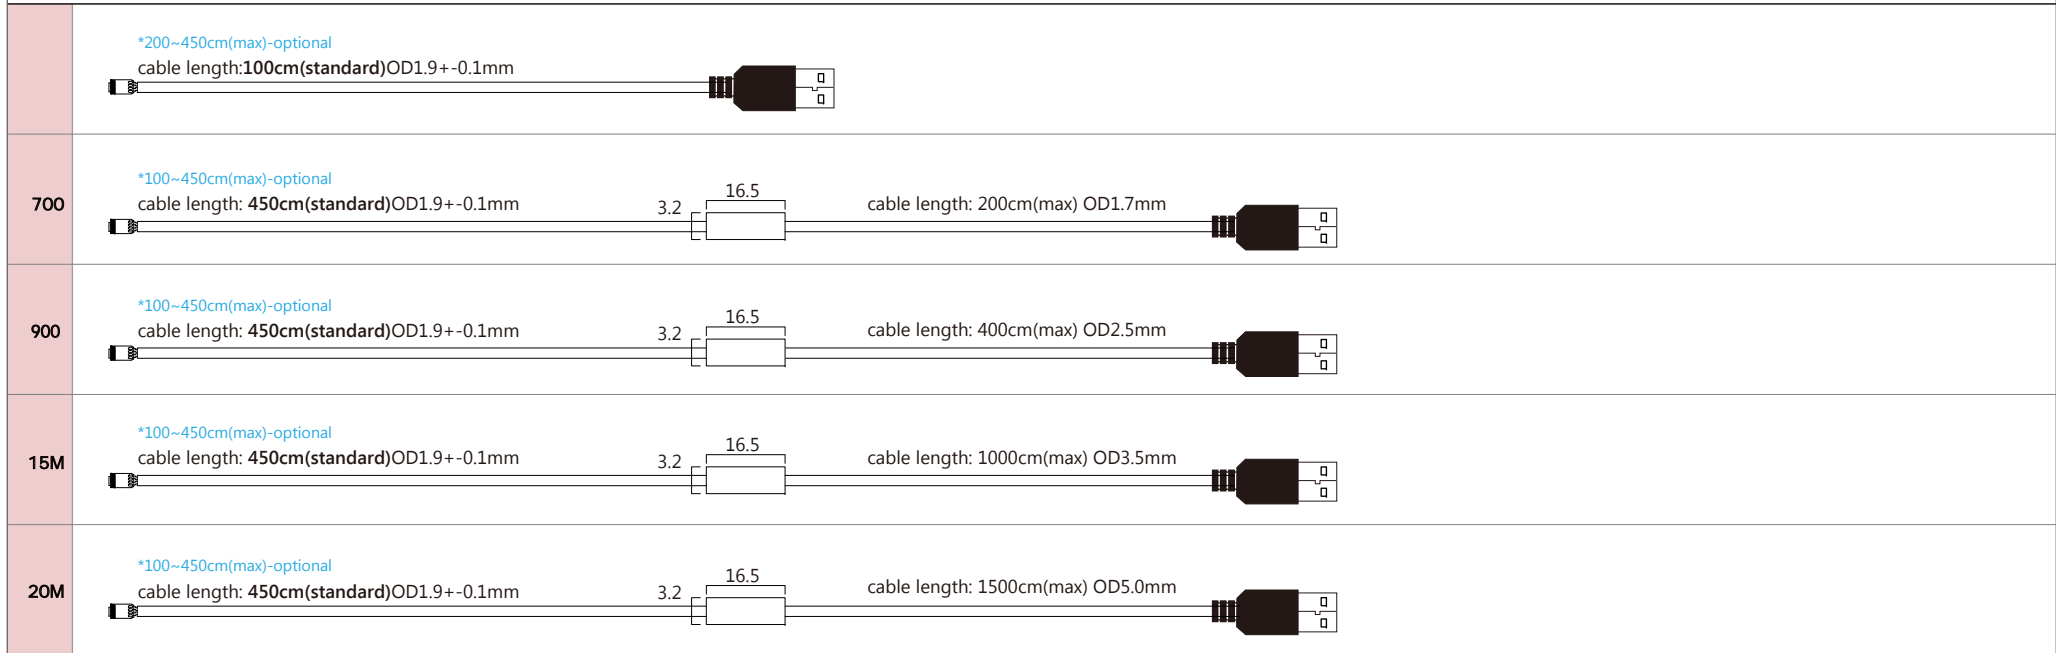 *200~450cm(max)-optional
cable length:100cm(standard)OD1.9+-0.1mm
*100~450cm(max)-optional
16.5
700
cable length: 450cm(standard)OD1.9+-0.1mm
3.2
cable length: 200cm(max) OD1.7mm
*100~450cm(max)-optional
16.5
900
cable length: 450cm(standard)OD1.9+-0.1mm
3.2
cable length: 400cm(max) OD2.5mm
*100~450cm(max)-optional
16.5
15M
cable length: 450cm(standard)OD1.9+-0.1mm
3.2
cable length: 1000cm(max) OD3.5mm
*100~450cm(max)-optional
16.5
20M
cable length: 450cm(standard)OD1.9+-0.1mm
3.2
cable length: 1500cm(max) OD5.0mm